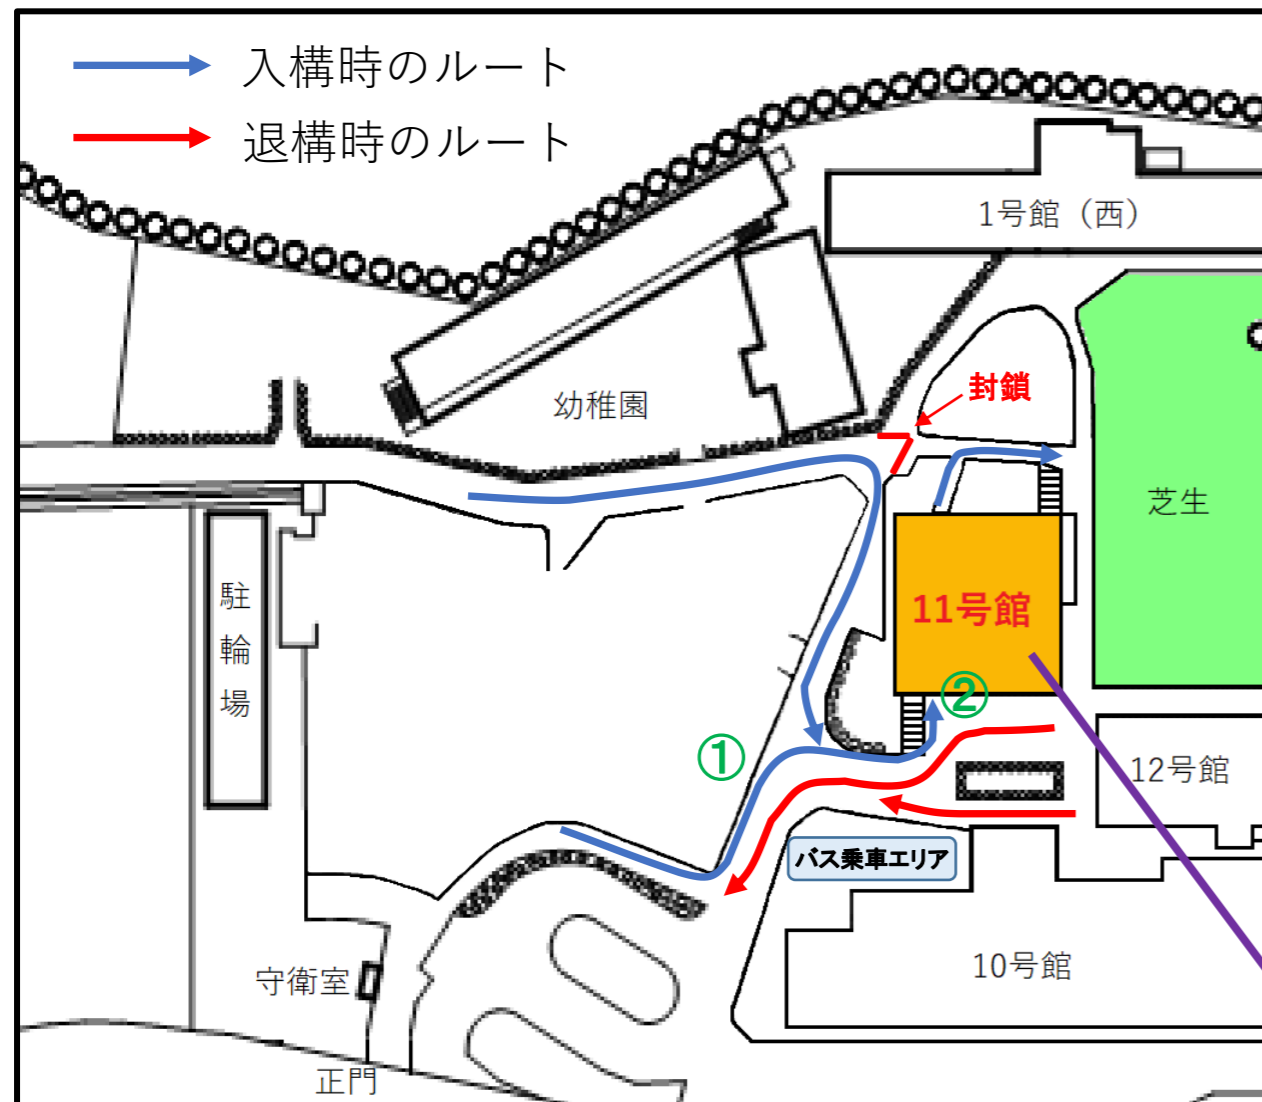 入構時のルート
退構時のルート
1号館（西）
幼稚園
封鎖
芝生
駐輪場
11号館
②
①
12号館
バス乗車エリア
10号館
守衛室
正門